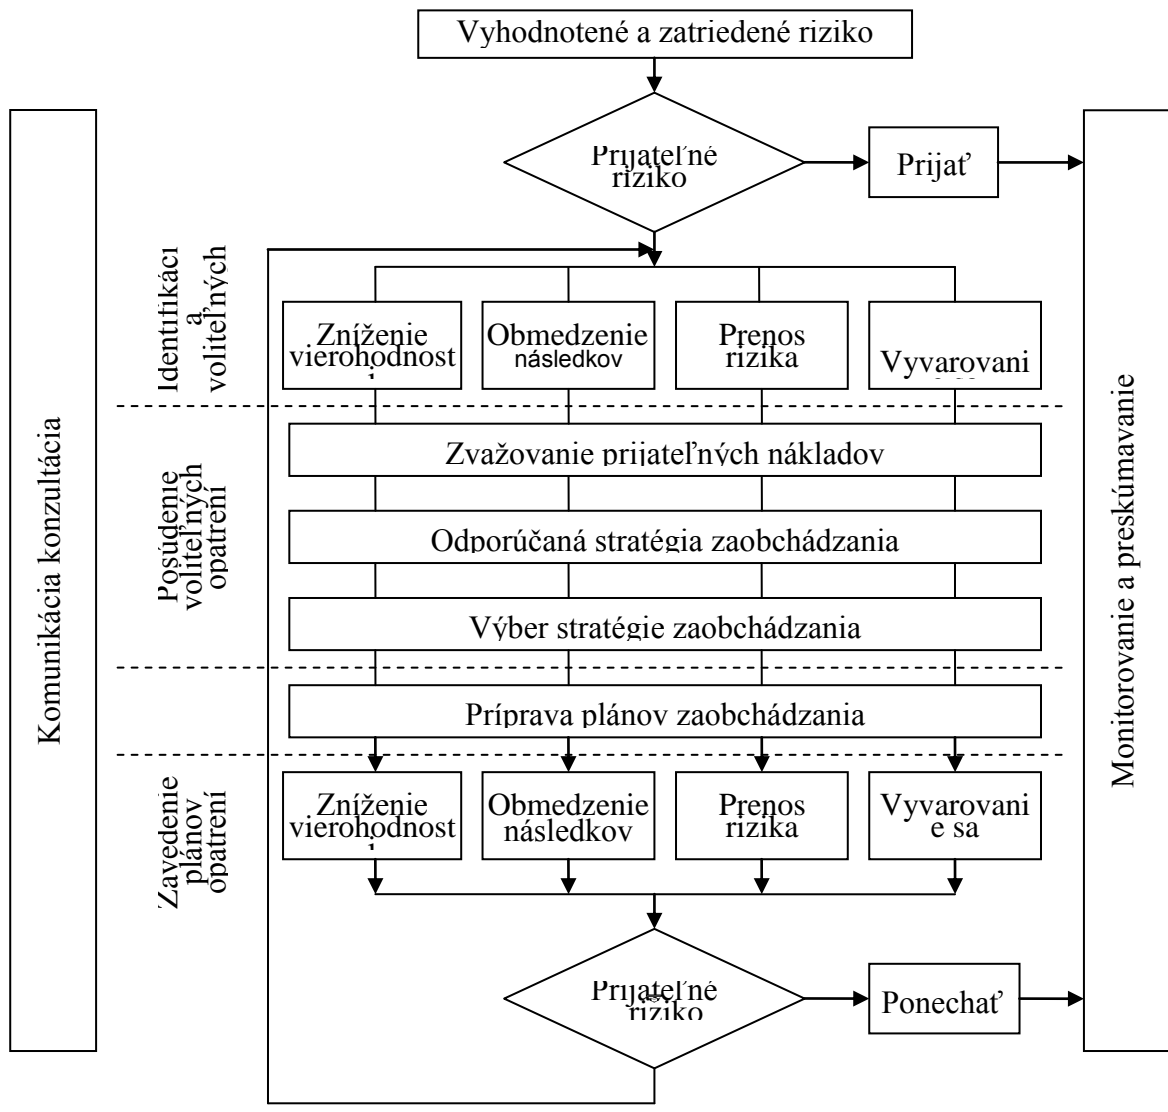 Vyhodnotené a zatriedené riziko
Prijateľné
riziko
Prijať
Komunikácia konzultácia
Monitorovanie a preskúmavanie
Identifikáci
a
voliteľných
Zníženie
vierohodnost
i
Obmedzenie
následkov
Prenos
rizika
Vyvarovani
Posúdenie
voliteľných
opatrení
Zvažovanie prijateľných nákladov
Odporúčaná stratégia zaobchádzania
Výber stratégie zaobchádzania
Príprava plánov zaobchádzania
Zavedenie
plánov
opatrení
Zníženie
vierohodnost
i
Obmedzenie
následkov
Prenos
rizika
Vyvarovani
e sa
Prijateľné
riziko
Ponechať